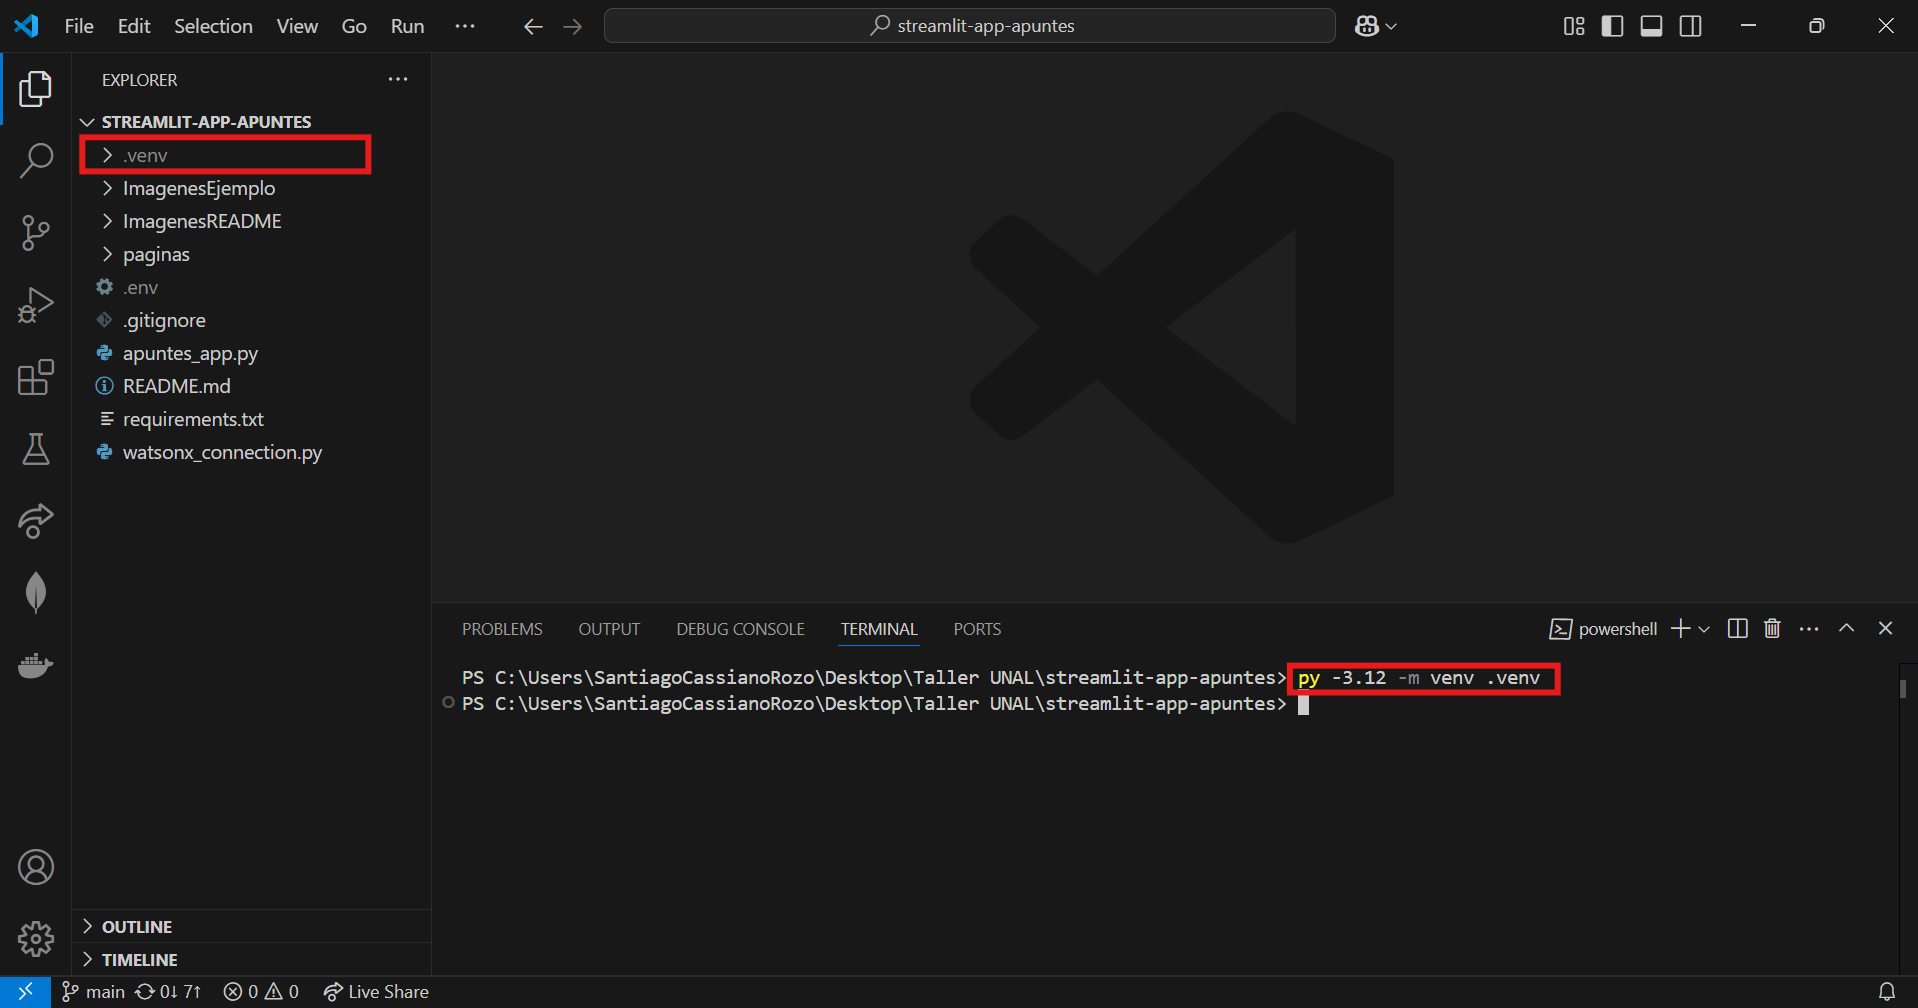 File Edit Selection View Go Run ···
streamlit-app-apuntes
EXPLORER
STREAMLIT-APP-APUNTES
.venv
ImagenesEjemplo
ImagenesREADME
paginas
.env
.gitignore
apuntes_app.py
README.md
requirements.txt
watsonx_connection.py
OUTLINE
TIMELINE
PROBLEMS OUTPUT DEBUG CONSOLE TERMINAL PORTS
powershell
PS C:\Users\SantiagoCassianoRozo\Desktop\Taller UNAL\streamlit-app-apuntes> py -3.12 -m venv .venv
PS C:\Users\SantiagoCassianoRozo\Desktop\Taller UNAL\streamlit-app-apuntes>
main 0↓ 7↑ 0 0 Live Share